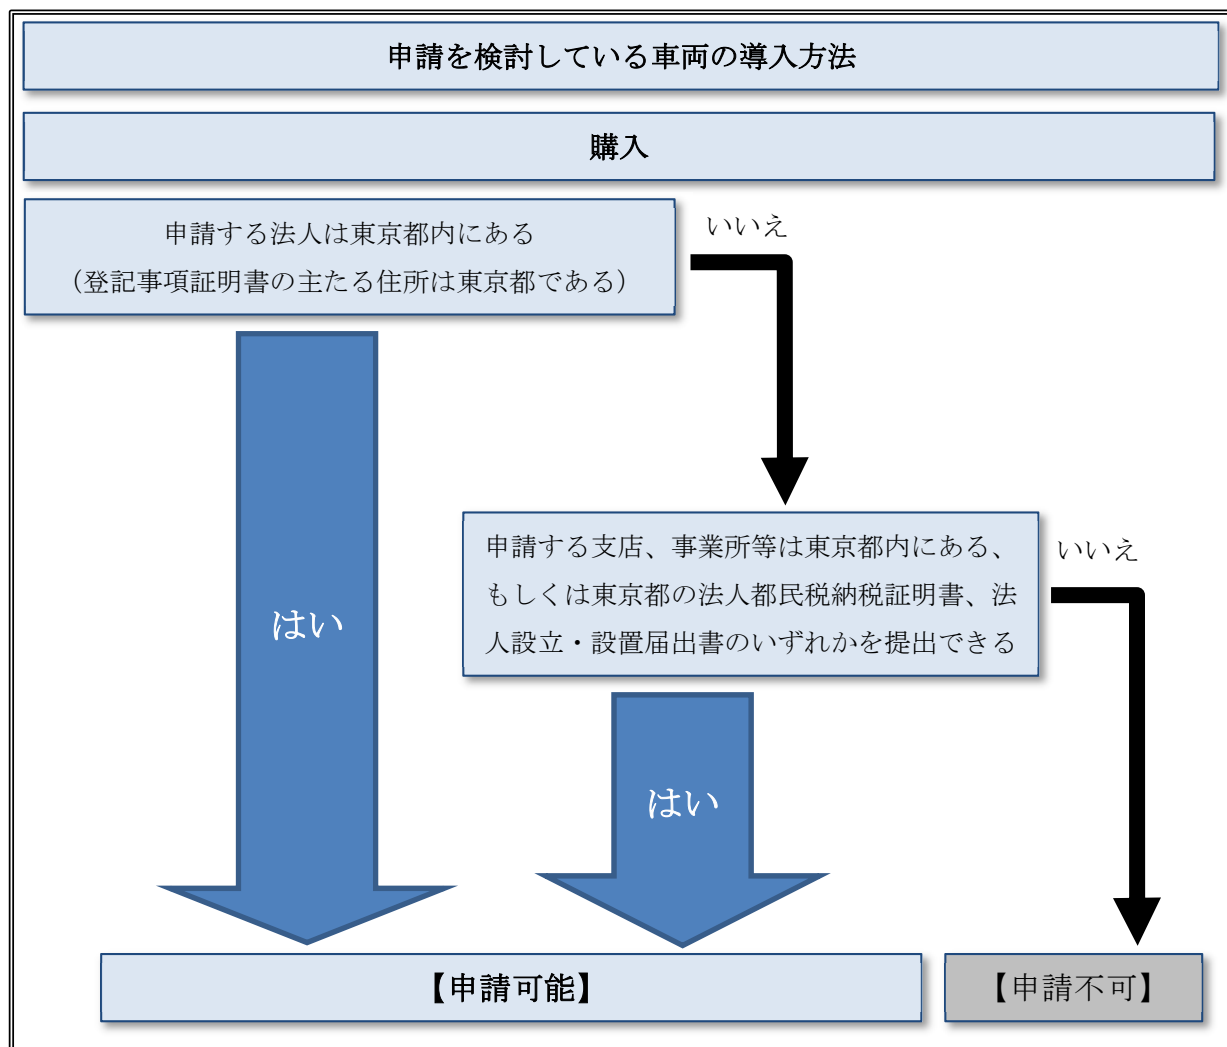 申請を検討している車両の導入方法
購入
申請する法人は東京都内にある
（登記事項証明書の主たる住所は東京都である）
いいえ
申請する支店、事業所等は東京都内にある、
もしくは東京都の法人都民税納税証明書、法
人設立・設置届出書のいずれかを提出できる
いいえ
はい
はい
【申請可能】
【申請不可】